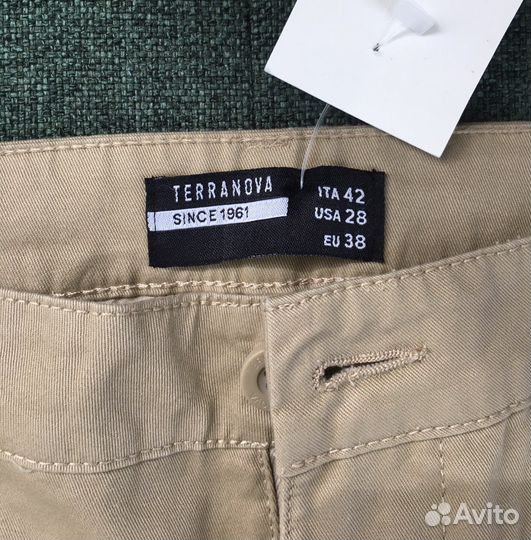 TERRANOVA
SINCE 1961
ITA 42
USA 28
EU 38
Avito